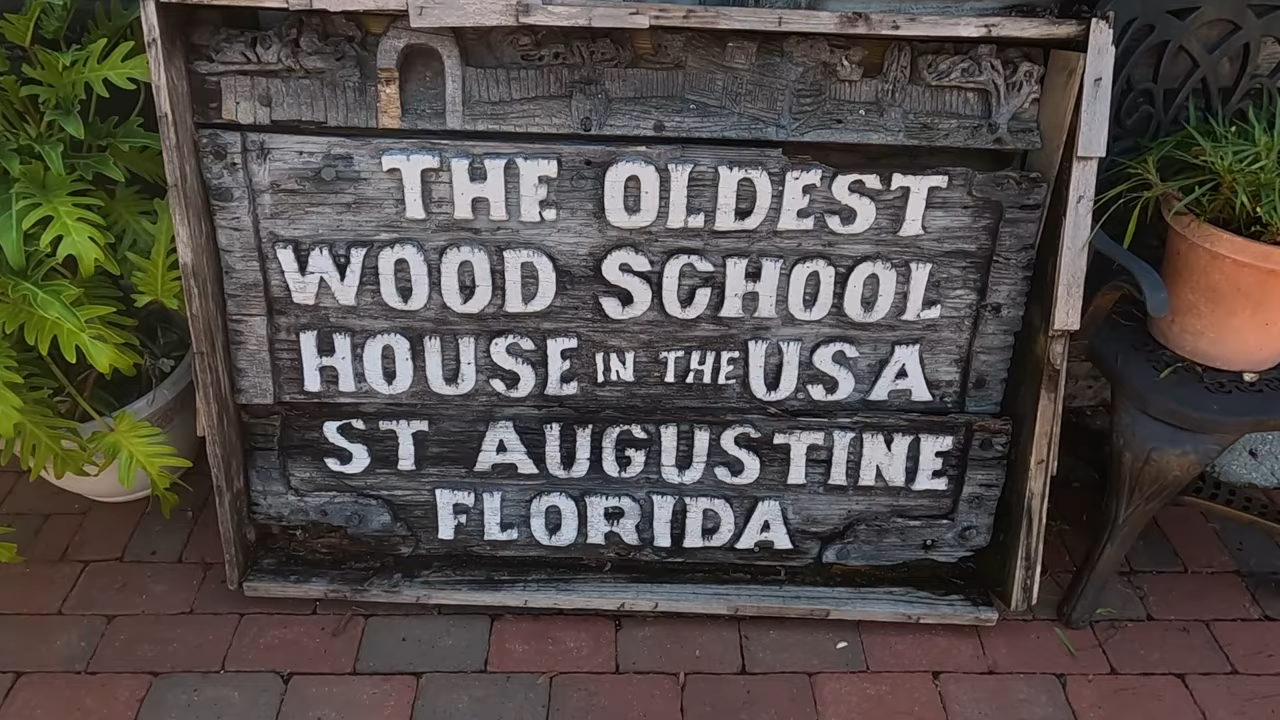 THE OLDEST
WOOD SCHOOL
HOUSE IN THE USA
ST AUGUSTINE
FLORIDA